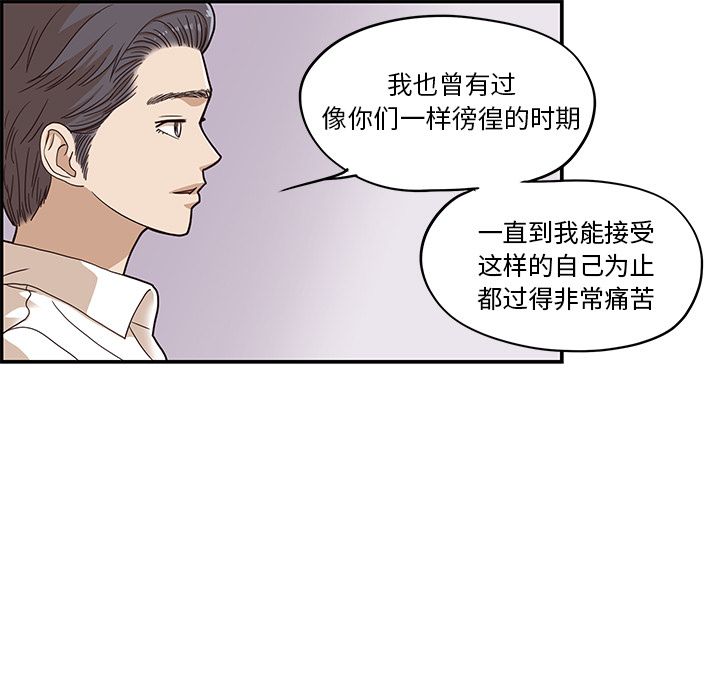 我也曾有过
像你们一样徬徨的时期
一直到我能接受
这样的自己为止
都过得非常痛苦